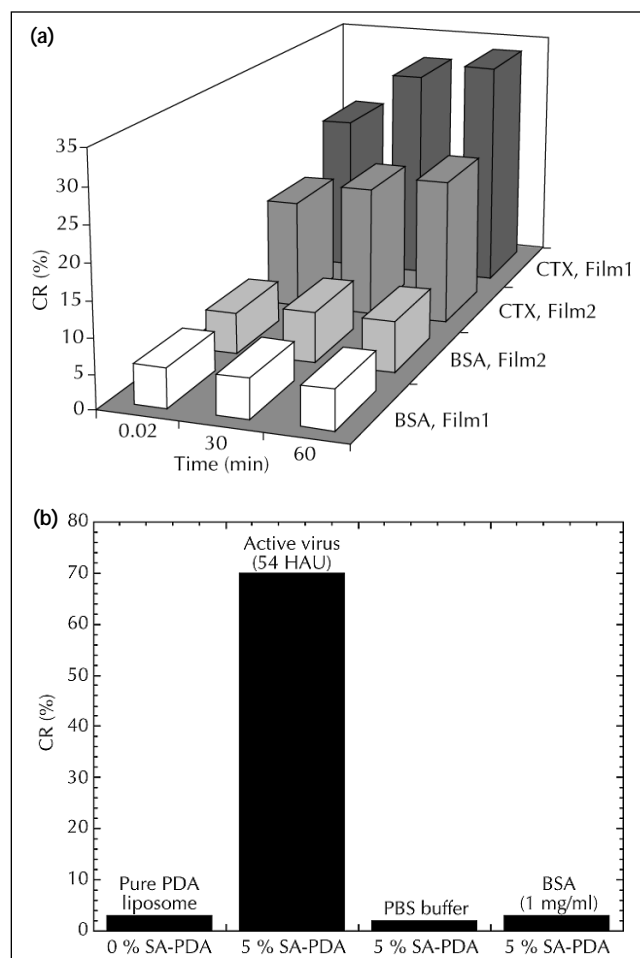 (a)
35
30
25
20
15
10
5
0
CR (%)
0.02
30
60
Time (min)
CTX, Film1
CTX, Film2
BSA, Film2
BSA, Film1
(b)
80
70
60
50
40
30
20
10
0
CR (%)
Active virus
(54 HAU)
Pure PDA
liposome
PBS buffer
BSA
(1 mg/ml)
0 % SA-PDA
5 % SA-PDA
5 % SA-PDA
5 % SA-PDA